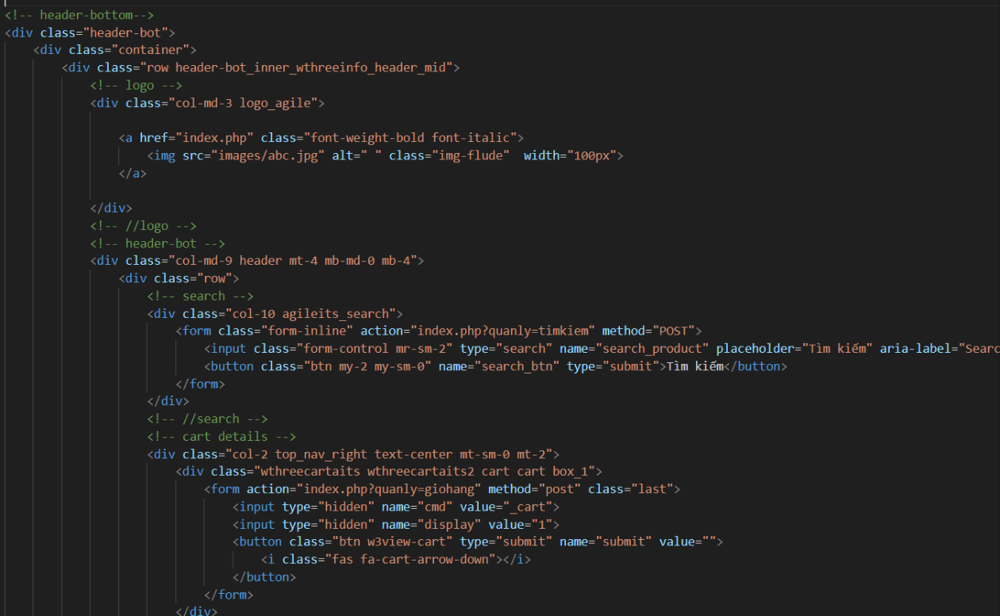 <!-- header-bottom-->
<div class="header-bot">
<div class="container">
<div class="row header-bot_inner_wthreeinfo_header_mid">
<!-- logo -->
<div class="col-md-3 logo_agile">
<a href="index.php" class="font-weight-bold font-italic">
<img src="images/abc.jpg" alt=" " class="img-flude"  width="100px">
</a>
</div>
<!-- //logo -->
<!-- header-bot -->
<div class="col-md-9 header mt-4 mb-md-0 mb-4">
<div class="row">
<!-- search -->
<div class="col-10 agileits_search">
<form class="form-inline" action="index.php?quanly=timkiem" method="POST">
<input class="form-control mr-sm-2" type="search" name="search_product" placeholder="Tìm kiếm" aria-label="Searc
<button class="btn my-2 my-sm-0" name="search_btn" type="submit">Tìm kiếm</button>
</form>
</div>
<!-- //search -->
<!-- cart details -->
<div class="col-2 top_nav_right text-center mt-sm-0 mt-2">
<div class="wthreecartaits wthreecartaits2 cart cart box_1">
<form action="index.php?quanly=giohang" method="post" class="last">
<input type="hidden" name="cmd" value="_cart">
<input type="hidden" name="display" value="1">
<button class="btn w3view-cart" type="submit" name="submit" value="">
<i class="fas fa-cart-arrow-down"></i>
</button>
</form>
</div>